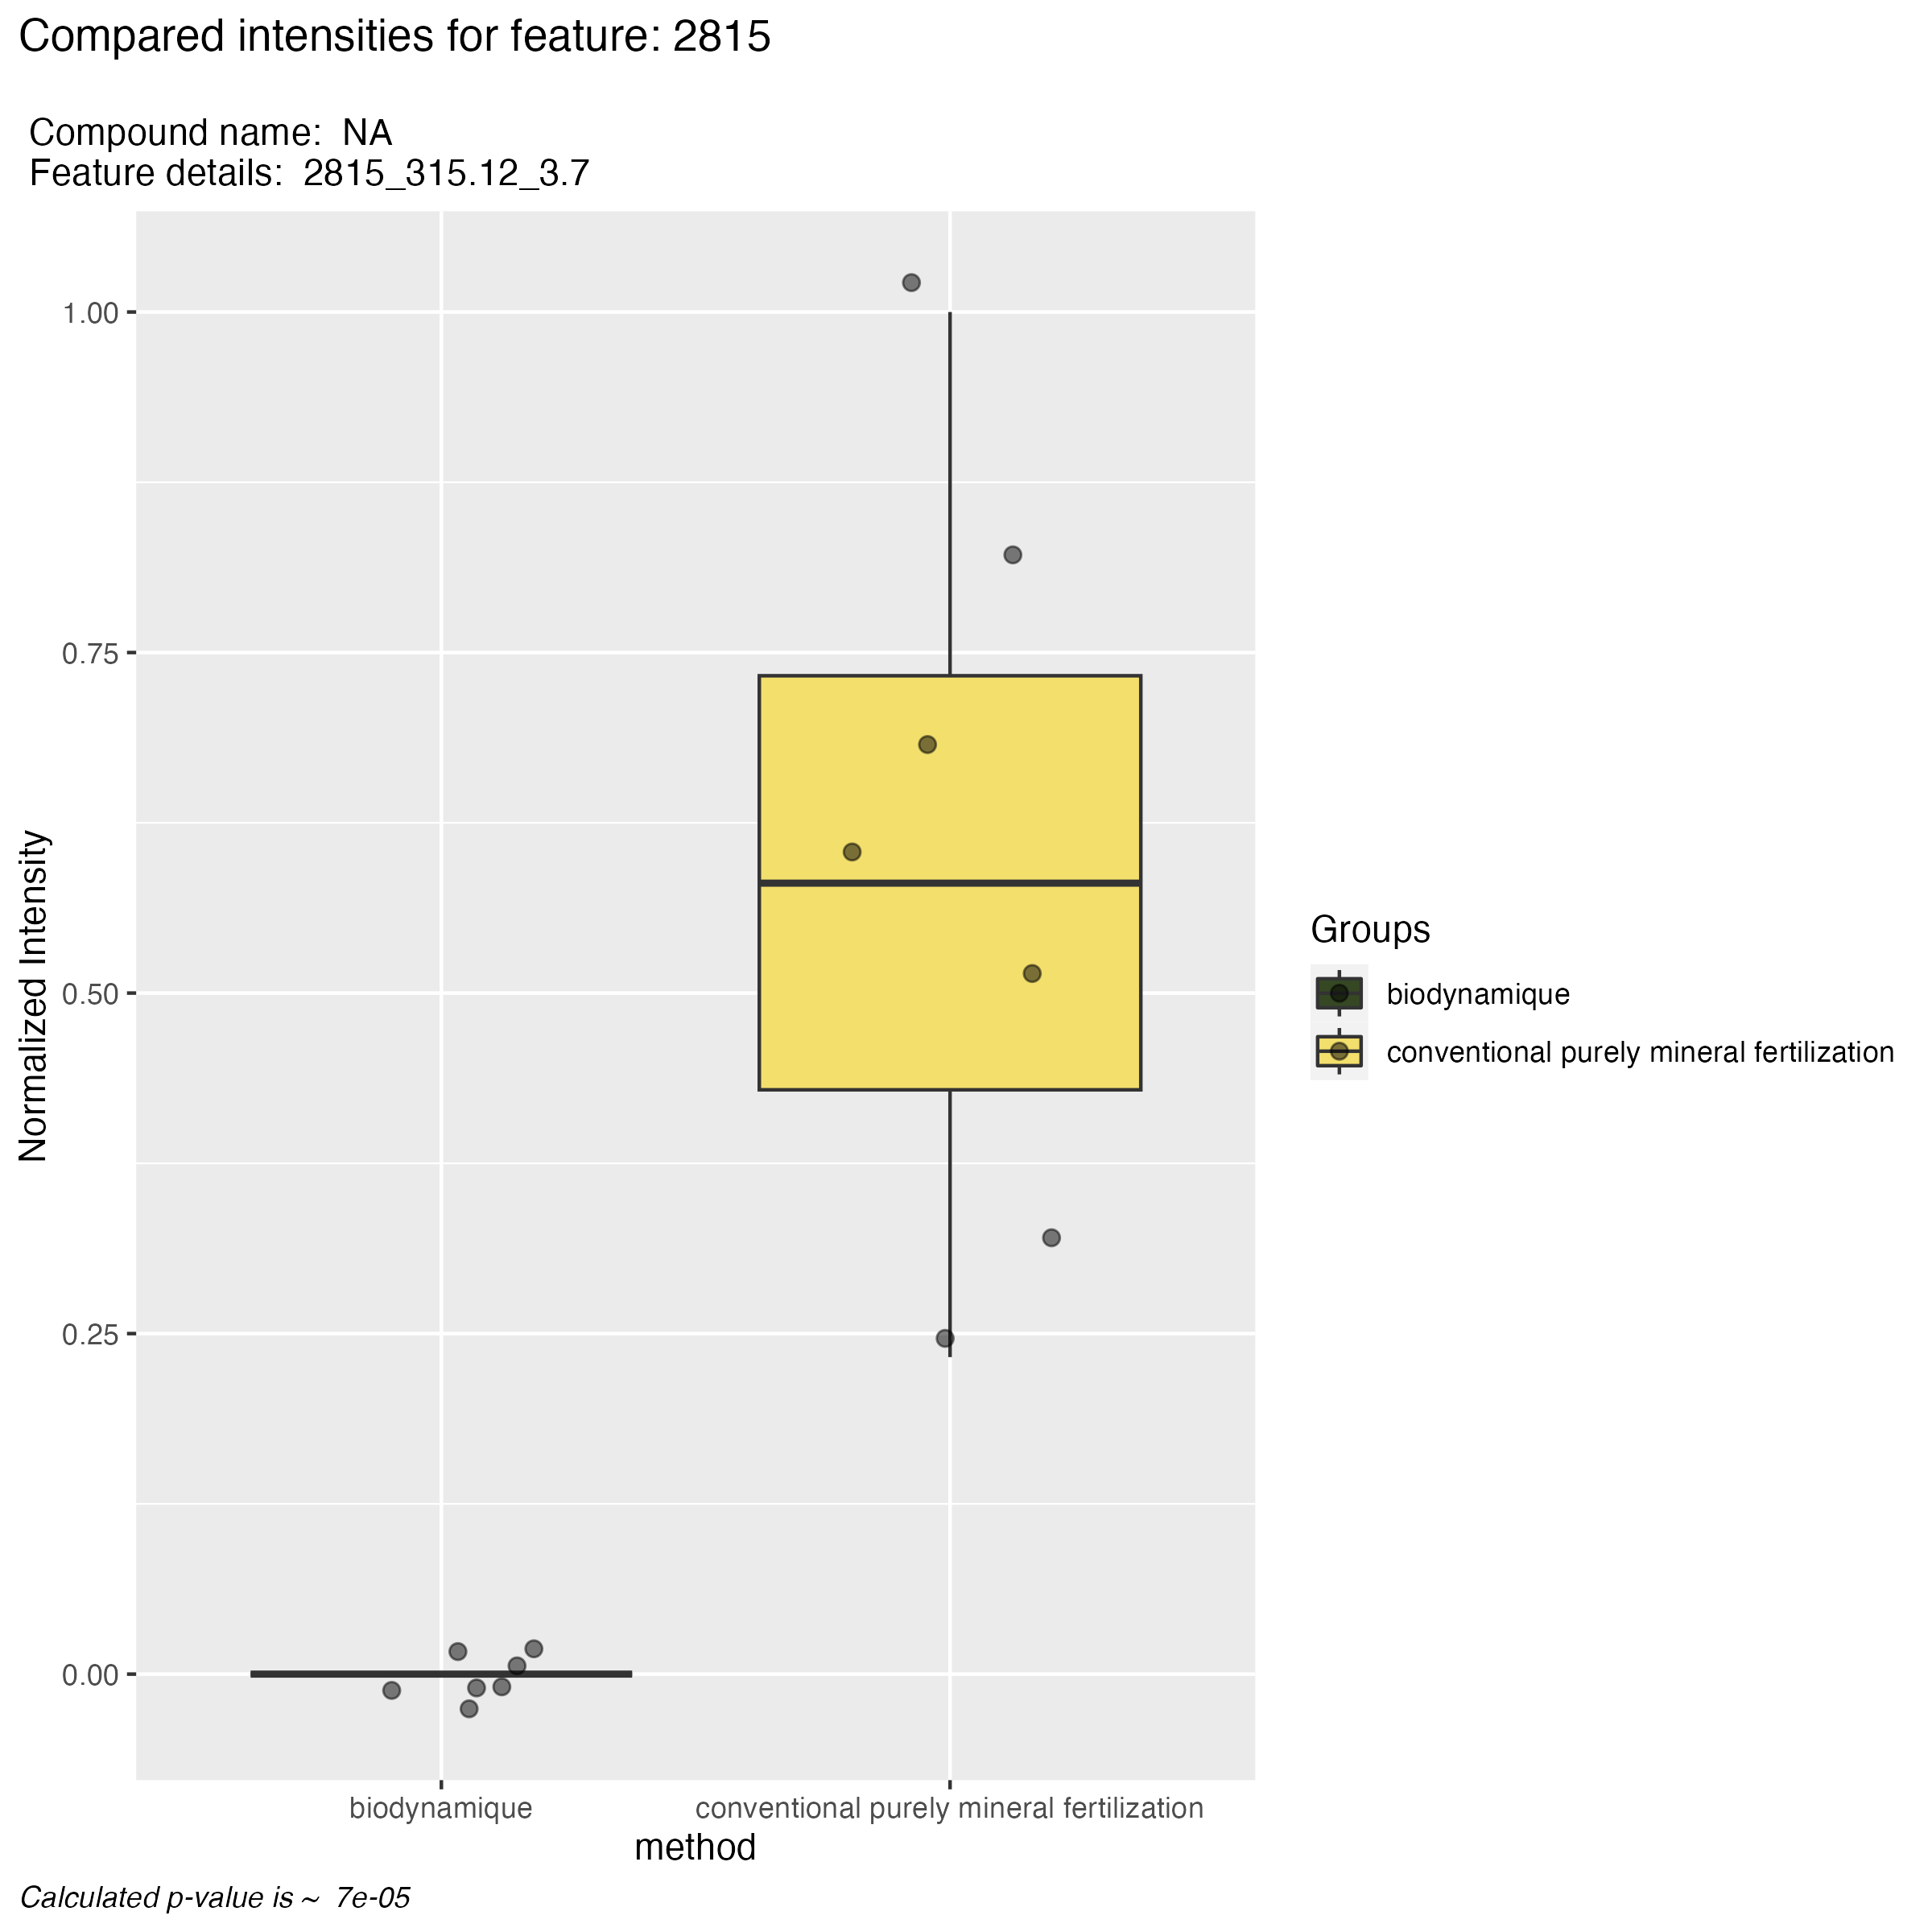 Compared intensities for feature: 2815
Compound name: NA
Feature details: 2815_315.12_3.7
Normalized Intensity
1.00
0.75
0.50
0.25
0.00
biodynamique
conventional purely mineral fertilization
method
Groups
biodynamique
conventional purely mineral fertilization
Calculated p-value is ~ 7e-05